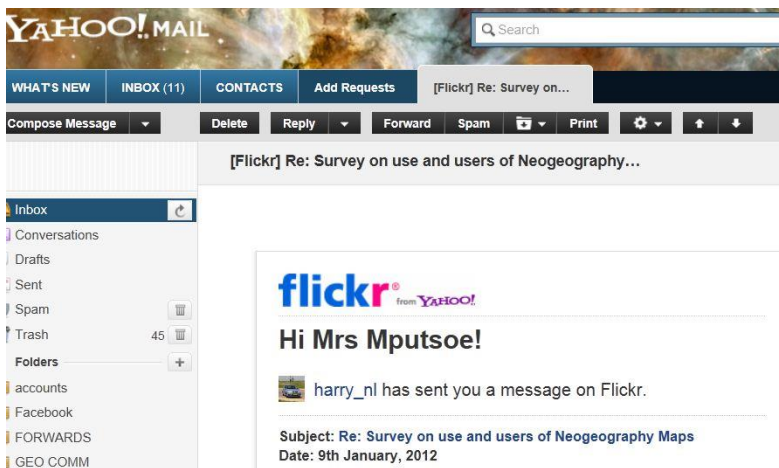 YAHOO! MAIL
Search
WHAT'S NEW INBOX (11) CONTACTS Add Requests [Flickr] Re: Survey on...
Compose Message Delete Reply Forward Spam Print
[Flickr] Re: Survey on use and users of Neogeography...
Inbox
Conversations
Drafts
Sent
Spam
Trash 45
Folders +
accounts
Facebook
FORWARDS
GEO COMM
flickr® from YAHOO!
Hi Mrs Mputsoe!
harry_nl has sent you a message on Flickr.
Subject: Re: Survey on use and users of Neogeography Maps
Date: 9th January, 2012